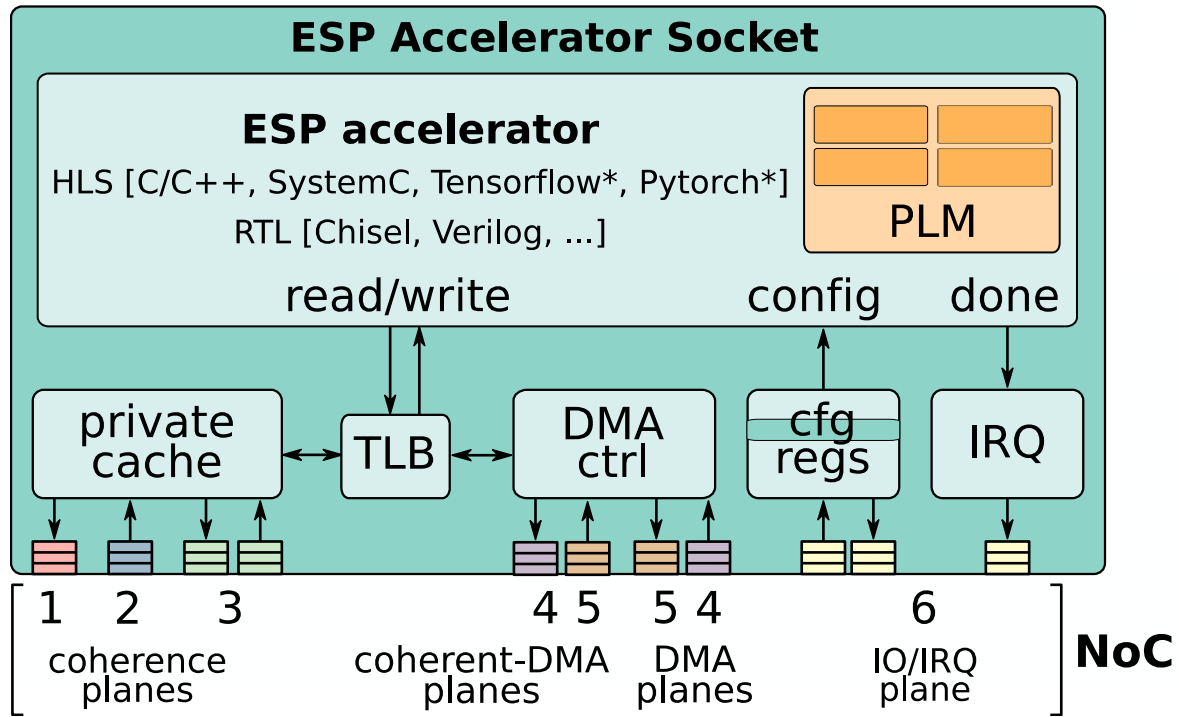 ESP Accelerator Socket
ESP accelerator
HLS [C/C++, SystemC, Tensorflow*, Pytorch*]
RTL [Chisel, Verilog, ...]
PLM
read/write
config
done
private
cache
TLB
DMA
ctrl
cfg
regs
IRQ
1
2
3
4
5
5
4
6
coherence
planes
coherent-DMA
planes
DMA
planes
IO/IRQ
plane
NoC